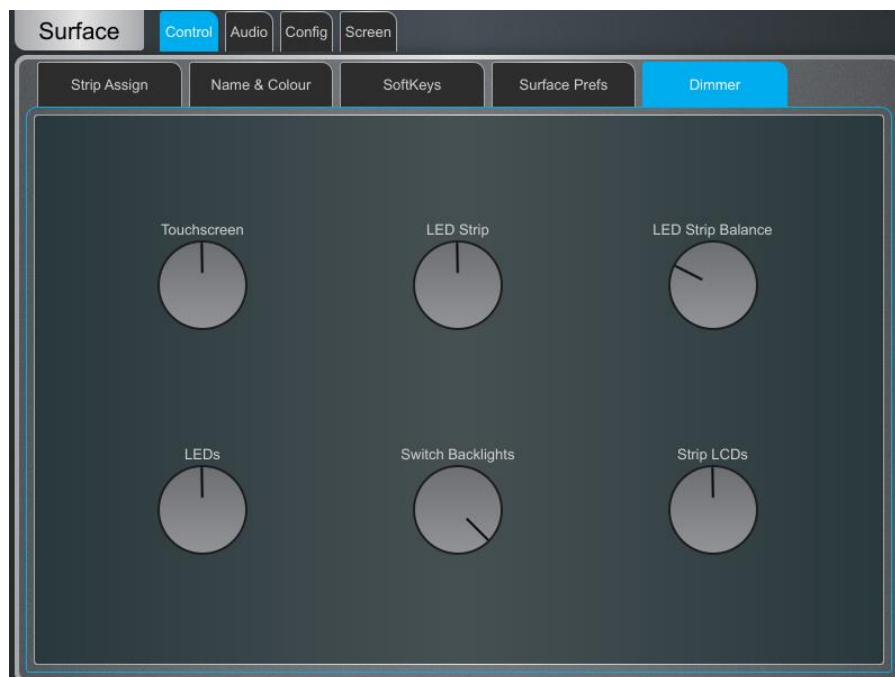 Surface
Control
Audio
Config
Screen
Strip Assign
Name & Colour
SoftKeys
Surface Prefs
Dimmer
Touchscreen
LED Strip
LED Strip Balance
LEDs
Switch Backlights
Strip LCDs